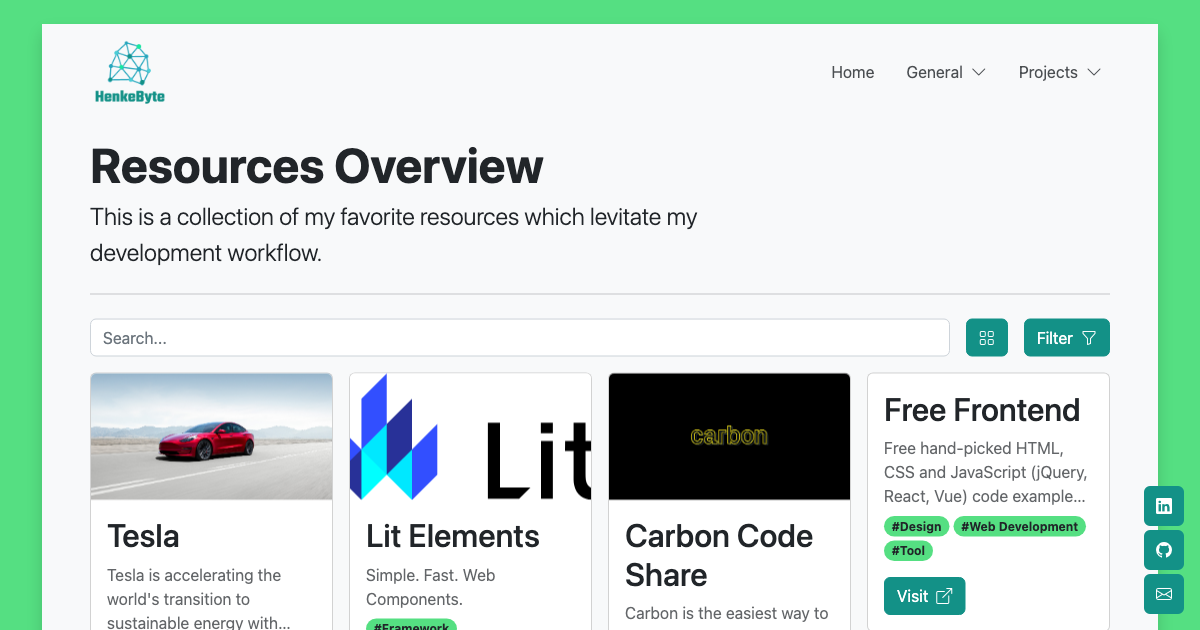 HenkeByte
Home
General
Projects
Resources Overview
This is a collection of my favorite resources which levitate my
development workflow.
Search...
Filter
Lit
carbon
Tesla
Tesla is accelerating the
world's transition to
sustainable energy with...
Lit Elements
Simple. Fast. Web
Components.
#Framework
Carbon Code
Share
Carbon is the easiest way to
Free Frontend
Free hand-picked HTML,
CSS and JavaScript (jQuery,
React, Vue) code example...
#Design #Web Development
#Tool
Visit
in